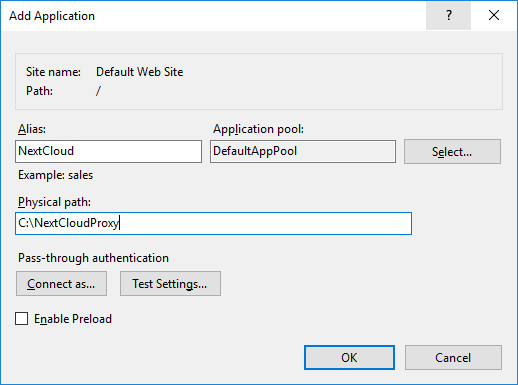 Add Application
?
Site name: Default Web Site
Path: /
Alias: Application pool:
NextCloud DefaultAppPool Select...
Example: sales
Physical path:
C:\NextCloudProxy
Pass-through authentication
Connect as... Test Settings...
Enable Preload
OK Cancel